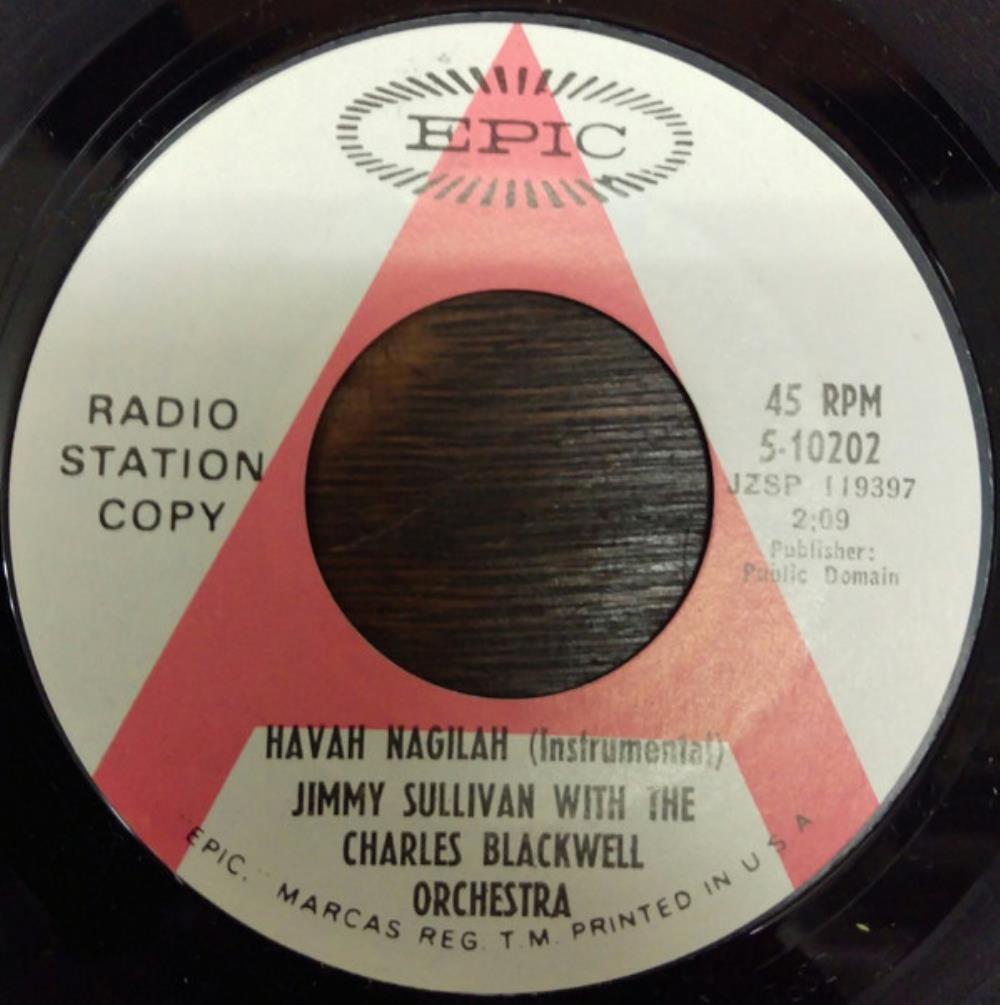 EPIC
RADIO
STATION
COPY
45 RPM
5-10202
JZSP 119397
2:09
Publisher:
Public Domain
HAVAH NAGILAH (Instrumental)
JIMMY SULLIVAN WITH THE
CHARLES BLACKWELL
ORCHESTRA
EPIC, MARCAS REG. T.M. PRINTED IN U S A